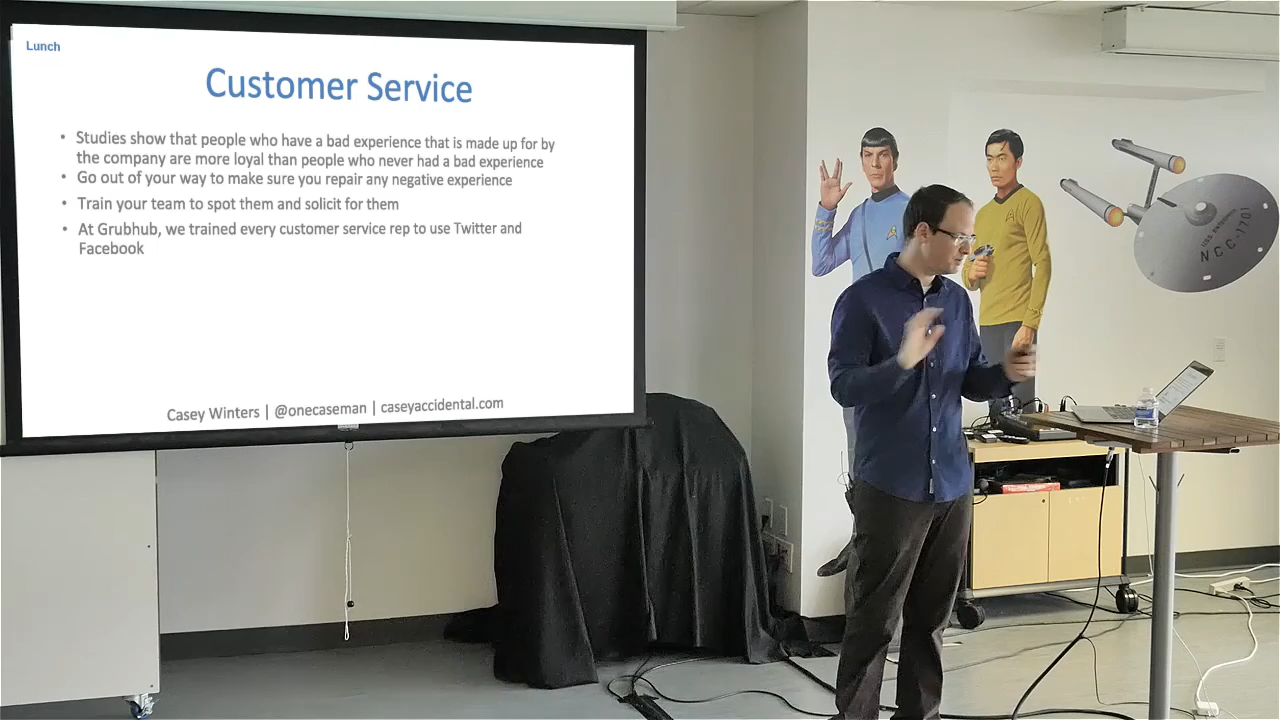 Lunch
Customer Service
• Studies show that people who have a bad experience that is made up for by
the company are more loyal than people who never had a bad experience
• Go out of your way to make sure you repair any negative experience
• Train your team to spot them and solicit for them
• At Grubhub, we trained every customer service rep to use Twitter and
Facebook
Casey Winters | @onecaseman | caseyaccidental.com
USS ENTERPRISE
NCC-1701